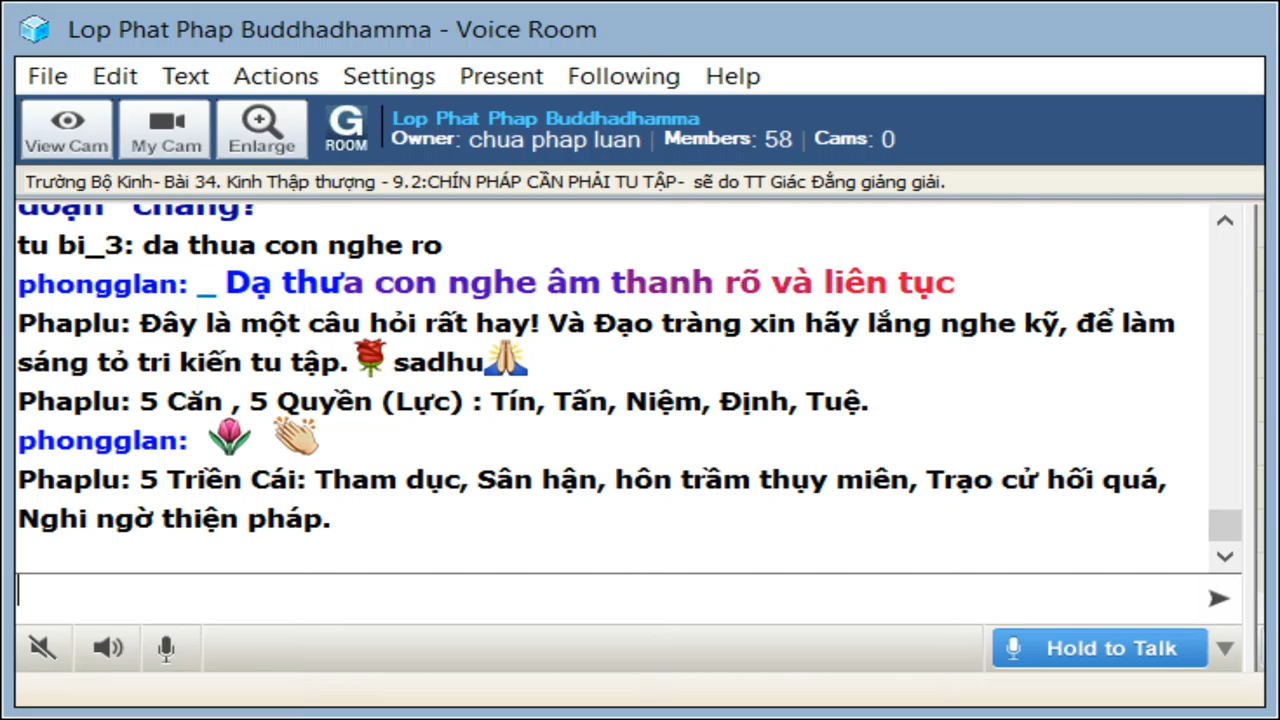 Lop Phat Phap Buddhadhamma - Voice Room
File Edit Text Actions Settings Present Following Help
View Cam My Cam Enlarge G ROOM
Lop Phat Phap Buddhadhamma
Owner: chua phap luan | Members: 58 | Cams: 0
Trường Bộ Kinh- Bài 34. Kinh Thập thượng - 9.2:CHÍN PHÁP CẦN PHẢI TU TẬP- sẽ do TT Giác Đẳng giảng giải.
đoạn" chăng?
tu bi_3: da thua con nghe ro
phongglan: _ Dạ thưa con nghe âm thanh rõ và liên tục
Phaplu: Đây là một câu hỏi rất hay! Và Đạo tràng xin hãy lắng nghe kỹ, để làm
sáng tỏ tri kiến tu tập. sadhu
Phaplu: 5 Căn , 5 Quyền (Lực) : Tín, Tấn, Niệm, Định, Tuệ.
phongglan:
Phaplu: 5 Triền Cái: Tham dục, Sân hận, hôn trầm thụy miên, Trạo cử hối quá,
Nghi ngờ thiện pháp.
Hold to Talk